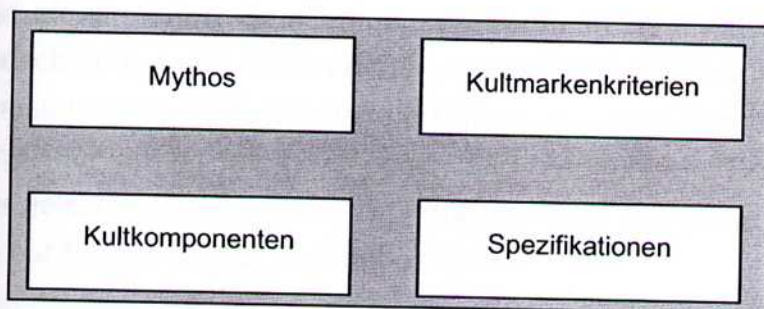 Mythos
Kultmarkenkriterien
Kultkomponenten
Spezifikationen